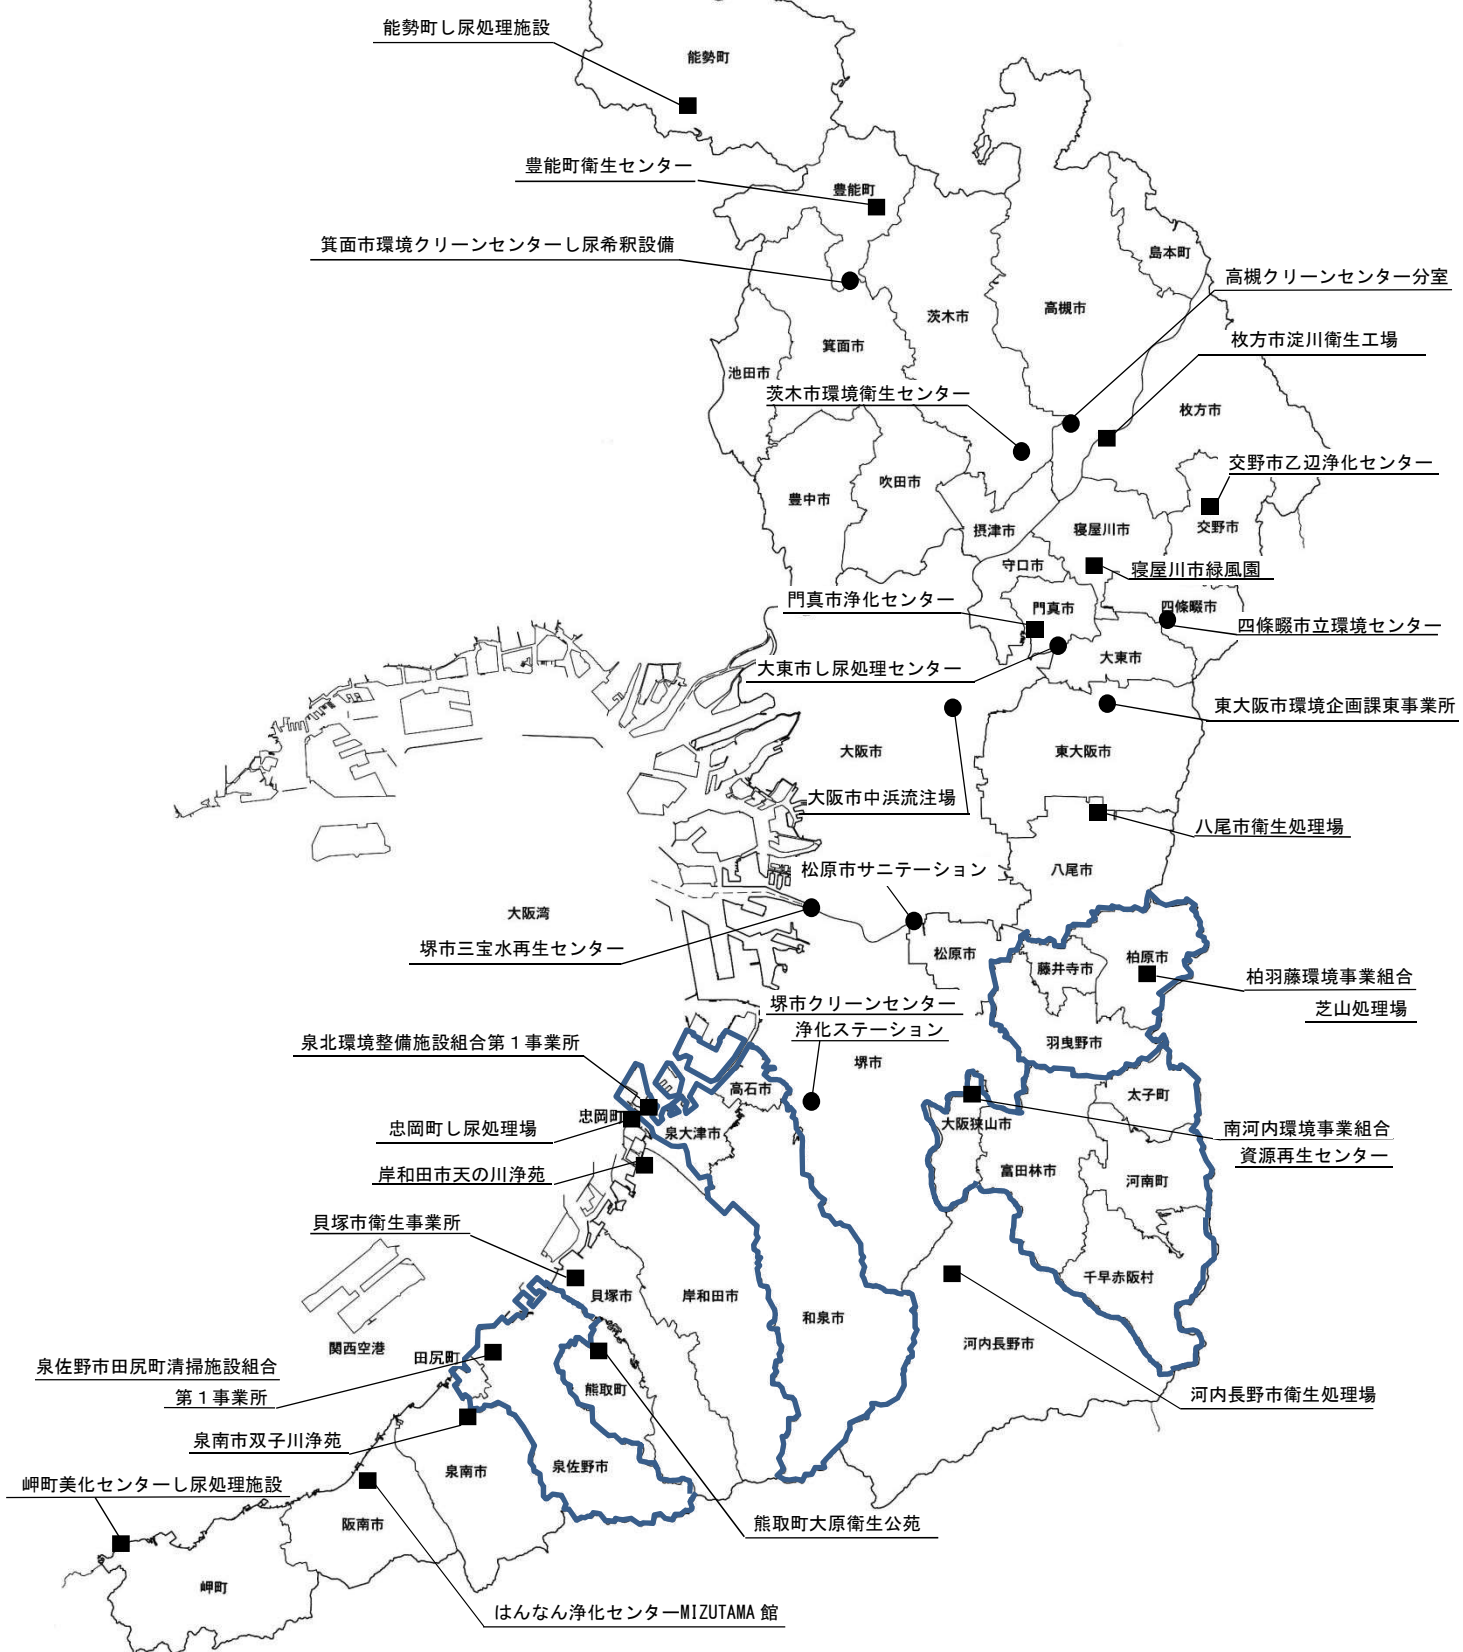 能勢町し尿処理施設
能勢町
豊能町衛生センター
豊能町
箕面市環境クリーンセンターし尿希釈設備
島本町
高槻クリーンセンター分室
茨木市
高槻市
枚方市淀川衛生工場
箕面市
池田市
茨木市環境衛生センター
枚方市
交野市乙辺浄化センター
吹田市
豊中市
摂津市
寝屋川市
交野市
守口市
寝屋川市緑風園
門真市浄化センター
門真市
四條畷市
四條畷市立環境センター
大東市し尿処理センター
大東市
東大阪市環境企画課東事業所
大阪市
東大阪市
大阪市中浜流注場
八尾市衛生処理場
松原市サニテーション
八尾市
大阪湾
堺市三宝水再生センター
松原市
藤井寺市
柏原市
柏羽藤環境事業組合
芝山処理場
堺市クリーンセンター
浄化ステーション
泉北環境整備施設組合第１事業所
羽曳野市
堺市
高石市
太子町
忠岡町
忠岡町し尿処理場
泉大津市
大阪狭山市
南河内環境事業組合
資源再生センター
岸和田市天の川浄苑
富田林市
河南町
貝塚市衛生事業所
千早赤阪村
貝塚市
岸和田市
和泉市
河内長野市
関西空港
田尻町
泉佐野市田尻町清掃施設組合
第１事業所
熊取町
河内長野市衛生処理場
泉南市双子川浄苑
泉南市
泉佐野市
岬町美化センターし尿処理施設
阪南市
熊取町大原衛生公苑
岬町
はんなん浄化センターMIZUTAMA館